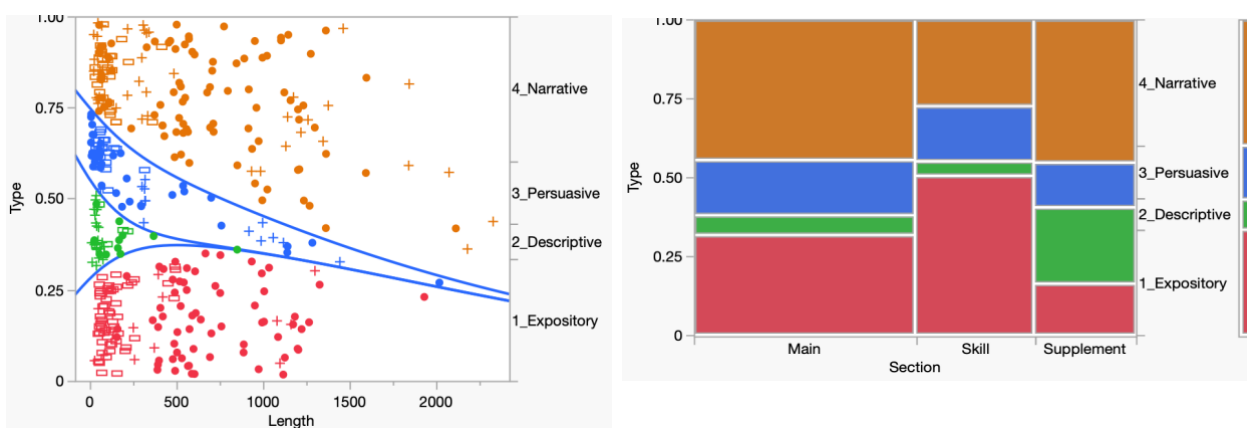 1.00
0.75
0.50
0.25
0
Type
4_Narrative
3_Persuasive
2_Descriptive
1_Expository
0
500
1000
1500
2000
Length
1.00
0.75
0.50
0.25
0
Type
4_Narrative
3_Persuasive
2_Descriptive
1_Expository
Main
Skill
Supplement
Section